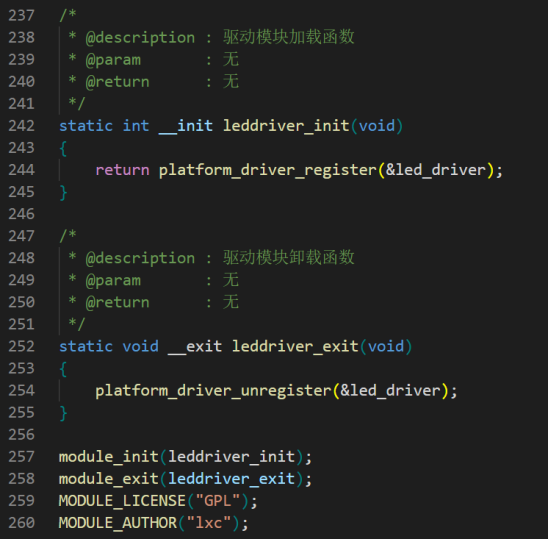 237 /*
238  * @description : 驱动模块加载函数
239  * @param       : 无
240  * @return      : 无
241  */
242 static int __init leddriver_init(void)
243 {
244     return platform_driver_register(&led_driver);
245 }
246
247 /*
248  * @description : 驱动模块卸载函数
249  * @param       : 无
250  * @return      : 无
251  */
252 static void __exit leddriver_exit(void)
253 {
254     platform_driver_unregister(&led_driver);
255 }
256
257 module_init(leddriver_init);
258 module_exit(leddriver_exit);
259 MODULE_LICENSE("GPL");
260 MODULE_AUTHOR("lxc");